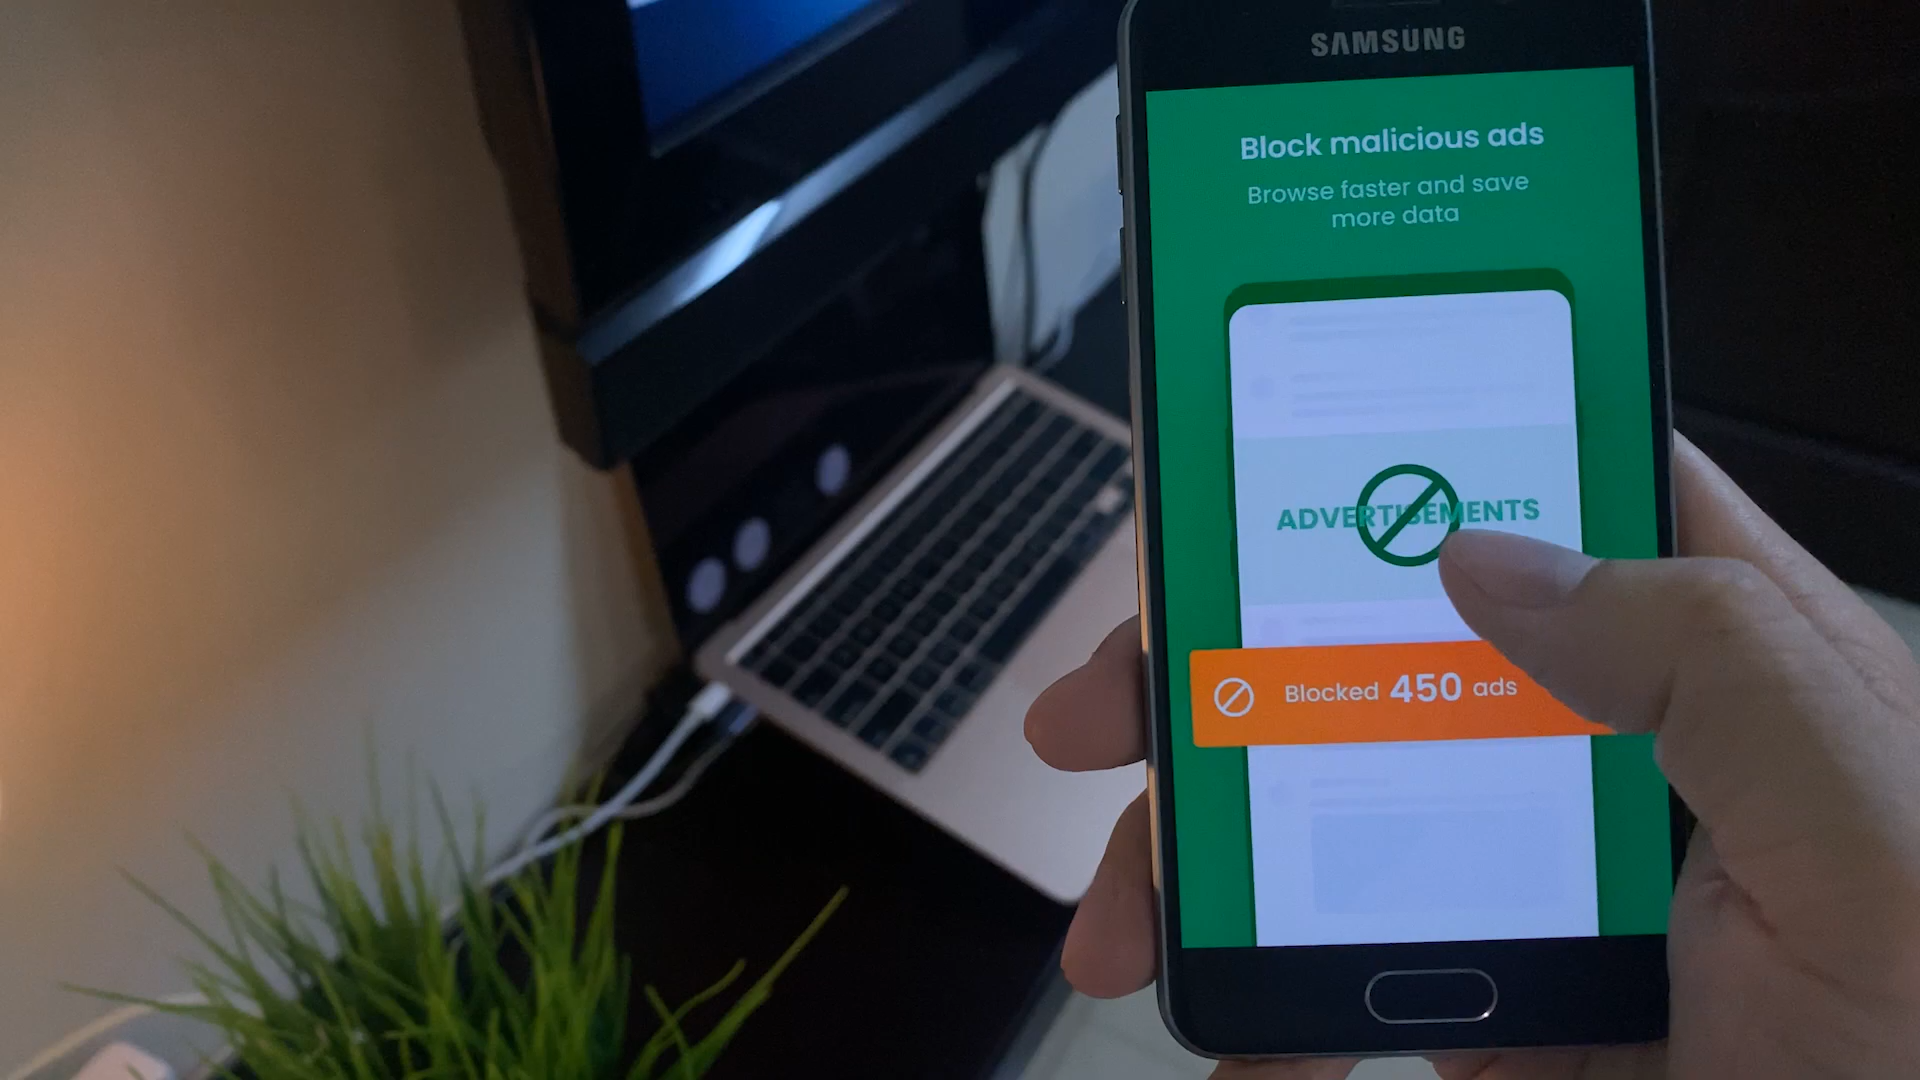 SAMSUNG
Block malicious ads
Browse faster and save
more data
ADVERTISEMENTS
Blocked 450 ads